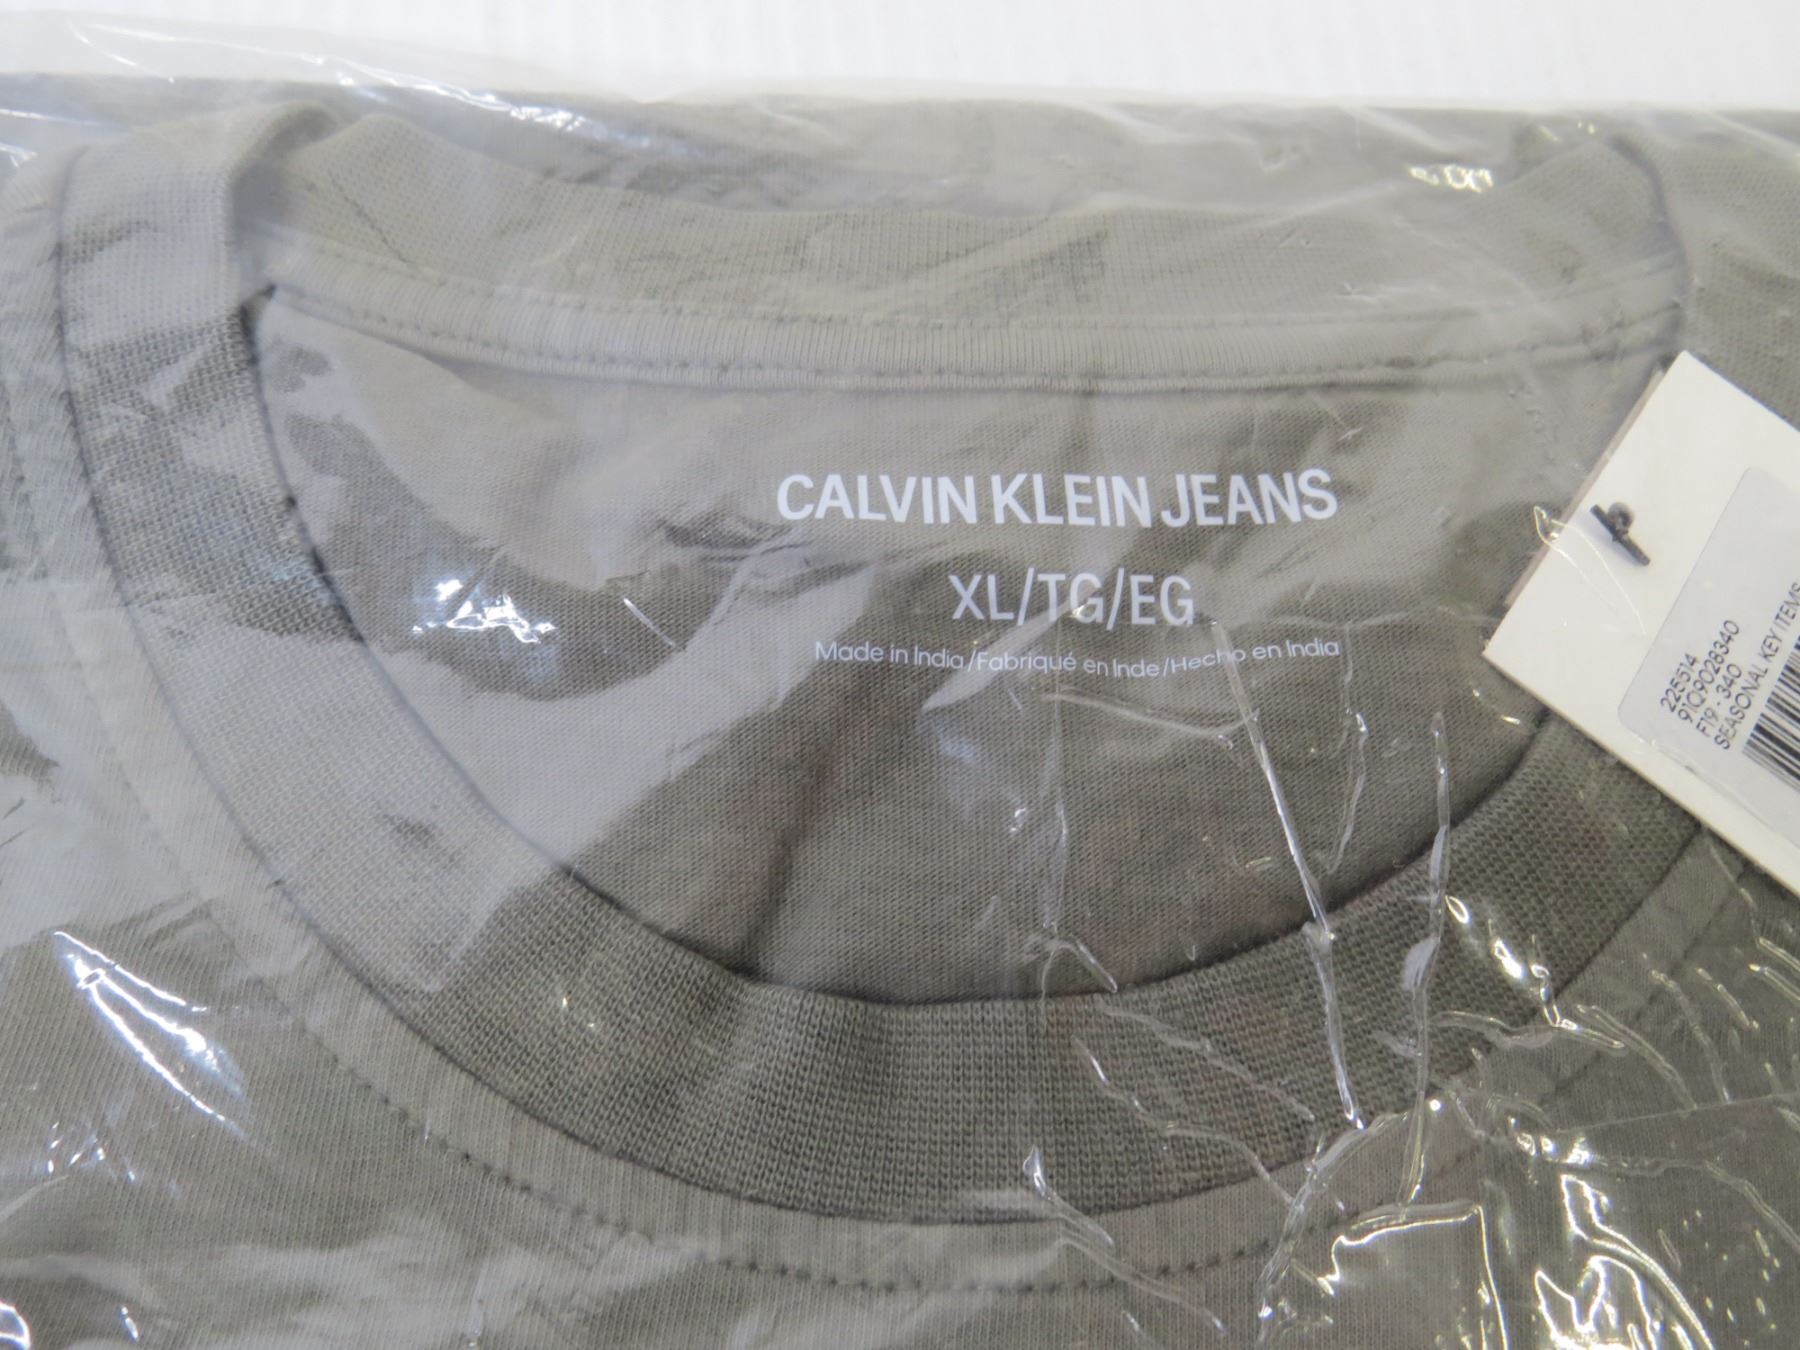 CALVIN KLEIN JEANS
XL/TG/EG
Made in India/Fabriqué en Inde/Hecho en India
225514
91Q9028340
F19 - 340
SEASONAL KEY ITEMS